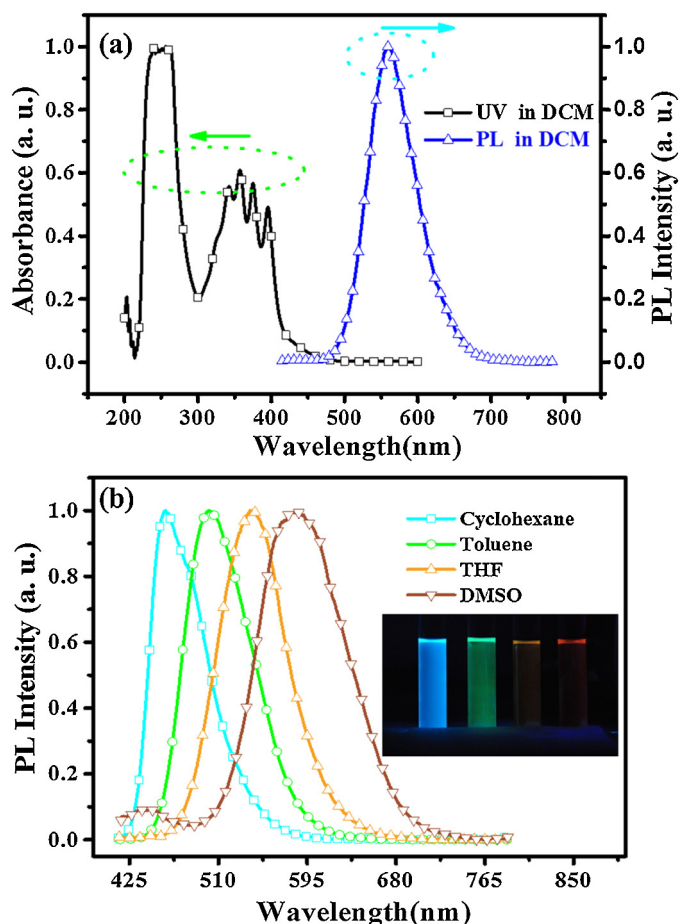 (a)
UV in DCM
PL in DCM
Absorbance (a. u.)
PL Intensity (a. u.)
1.0
0.8
0.6
0.4
0.2
0.0
1.0
0.8
0.6
0.4
0.2
0.0
200 300 400 500 600 700 800
Wavelength(nm)
(b)
Cyclohexane
Toluene
THF
DMSO
PL Intensity (a. u.)
1.0
0.8
0.6
0.4
0.2
0.0
425 510 595 680 765 850
Wavelength(nm)